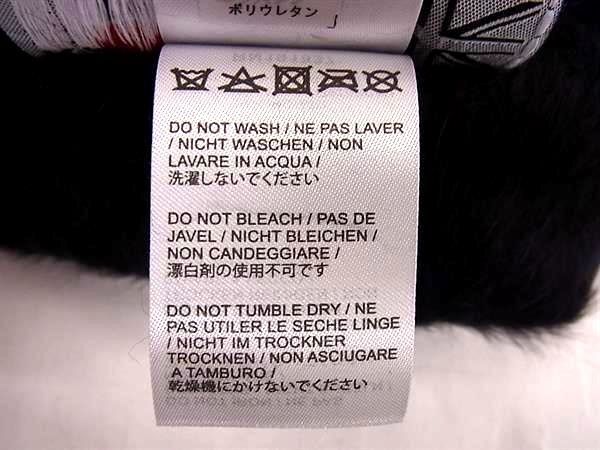 ポリウレタン
DO NOT WASH / NE PAS LAVER
/ NICHT WASCHEN / NON
LAVARE IN ACQUA /
洗濯しないでください
DO NOT BLEACH / PAS DE
JAVEL / NICHT BLEICHEN /
NON CANDEGGIARE /
漂白剤の使用不可です
DO NOT TUMBLE DRY / NE
PAS UTILER LE SECHE LINGE
/ NICHT IM TROCKNER
TROCKNEN / NON ASCIUGARE
A TAMBURO /
乾燥機にかけないでください